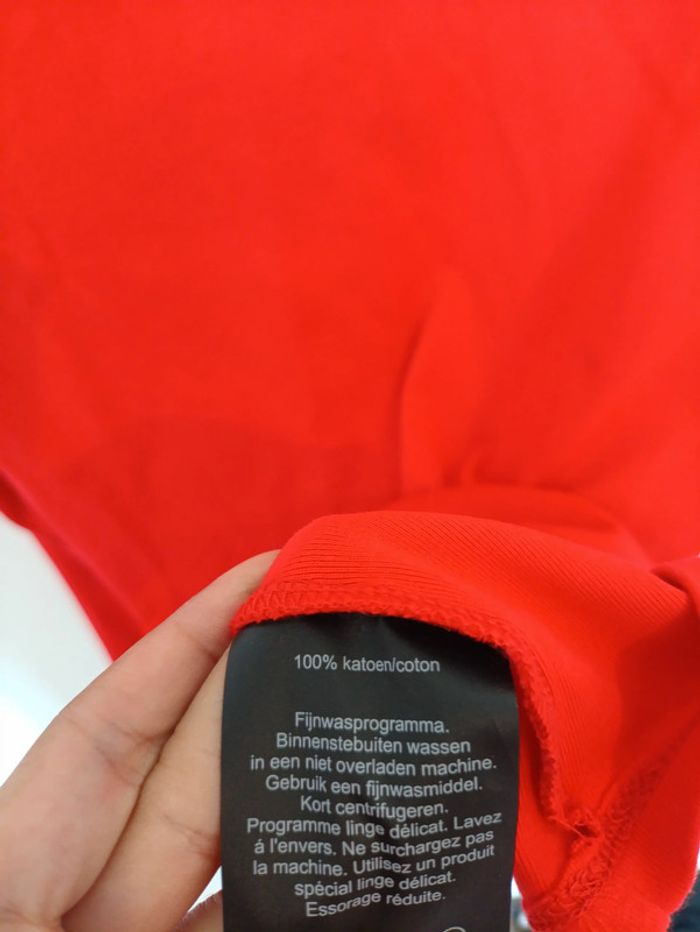 100% katoen/coton
Fijnwasprogramma.
Binnenstebuiten wassen
in een niet overladen machine.
Gebruik een fijnwasmiddel.
Kort centrifugeren.
Programme linge délicat. Lavez
á l'envers. Ne surchargez pas
la machine. Utilisez un produit
spécial linge délicat.
Essorage réduite.